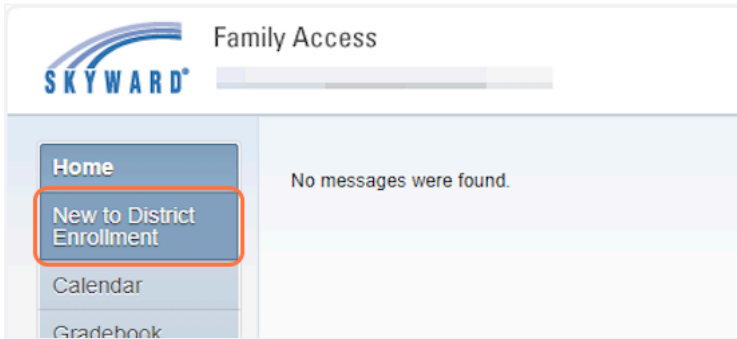 Family Access
SKYWARD®
Home
No messages were found.
New to District
Enrollment
Calendar
Gradebook